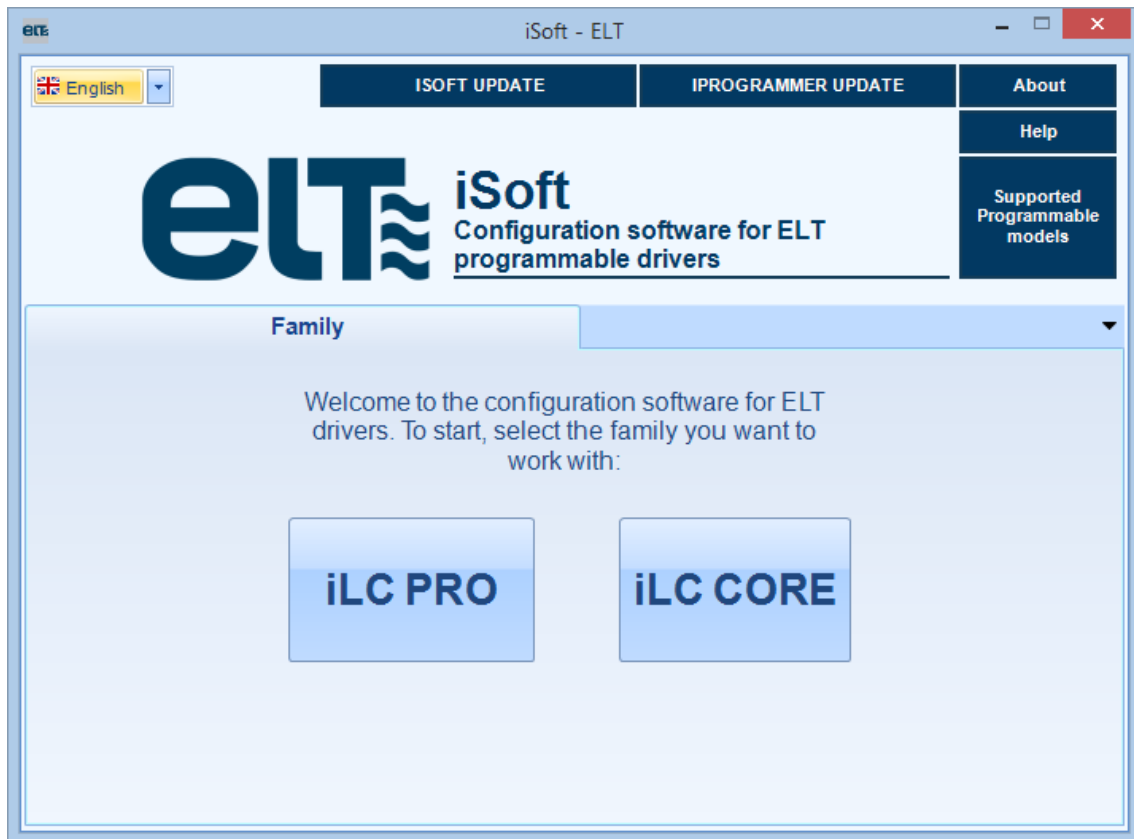 eLT
iSoft - ELT
English
ISOFT UPDATE
IPROGRAMMER UPDATE
About
Help
Supported
Programmable
models
eLT
iSoft
Configuration software for ELT
programmable drivers
Family
Welcome to the configuration software for ELT
drivers. To start, select the family you want to
work with:
iLC PRO
iLC CORE